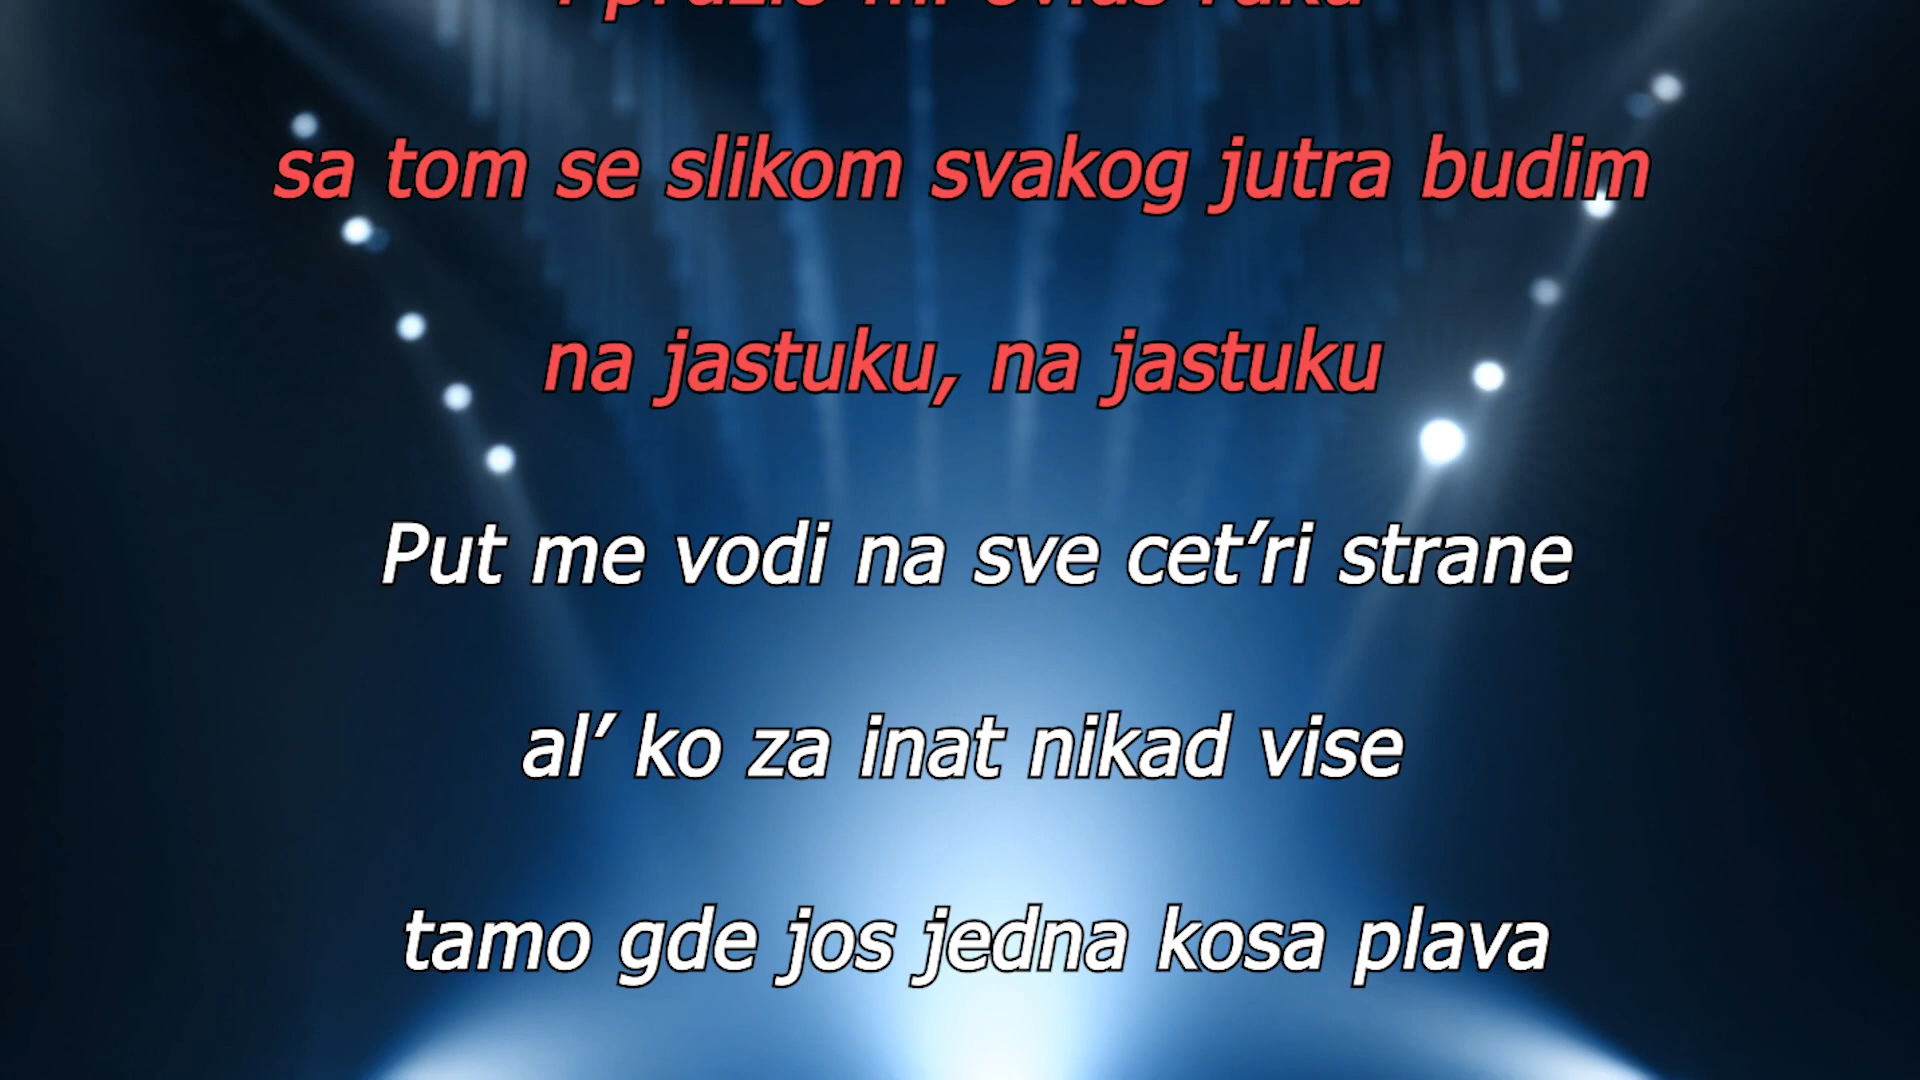 sa tom se slikom svakog jutra budim
na jastuku, na jastuku
Put me vodi na sve cet’ri strane
al’ ko za inat nikad vise
tamo gde jos jedna kosa plava